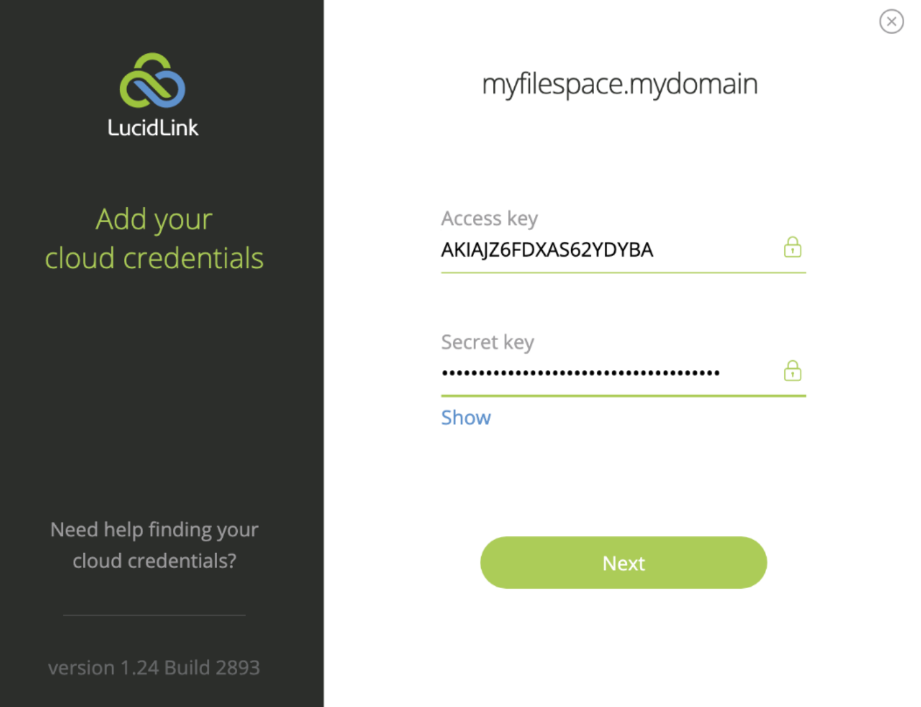 LucidLink
Add your
cloud credentials
Need help finding your
cloud credentials?
version 1.24 Build 2893
myfilespace.mydomain
Access key
AKIAJZ6FDXAS62YDYBA
Secret key
••••••••••••••••••••••••••••••••••••••
Show
Next